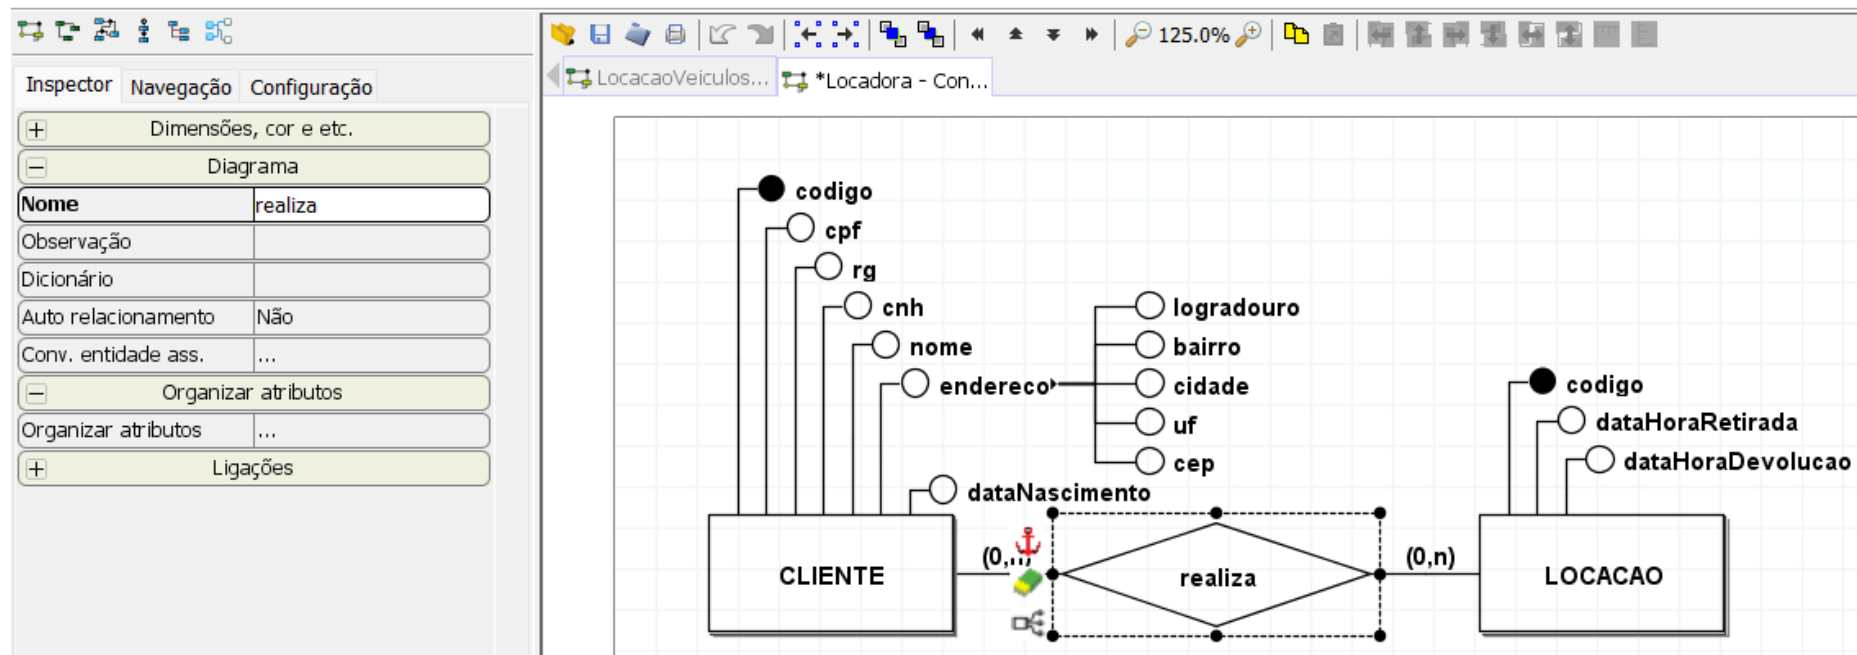 125.0%
Inspector Navegação Configuração
LocacaoVeiculos... *Locadora - Con...
Dimensões, cor e etc.
Diagrama
Nome realiza
Observação
Dicionário
Auto relacionamento Não
Conv. entidade ass. ...
Organizar atributos
Organizar atributos ...
Ligações
codigo
cpf
rg
cnh
nome
endereco
dataNascimento
logradouro
bairro
cidade
uf
cep
codigo
dataHoraRetirada
dataHoraDevolucao
CLIENTE
realiza
(0,n)
LOCACAO